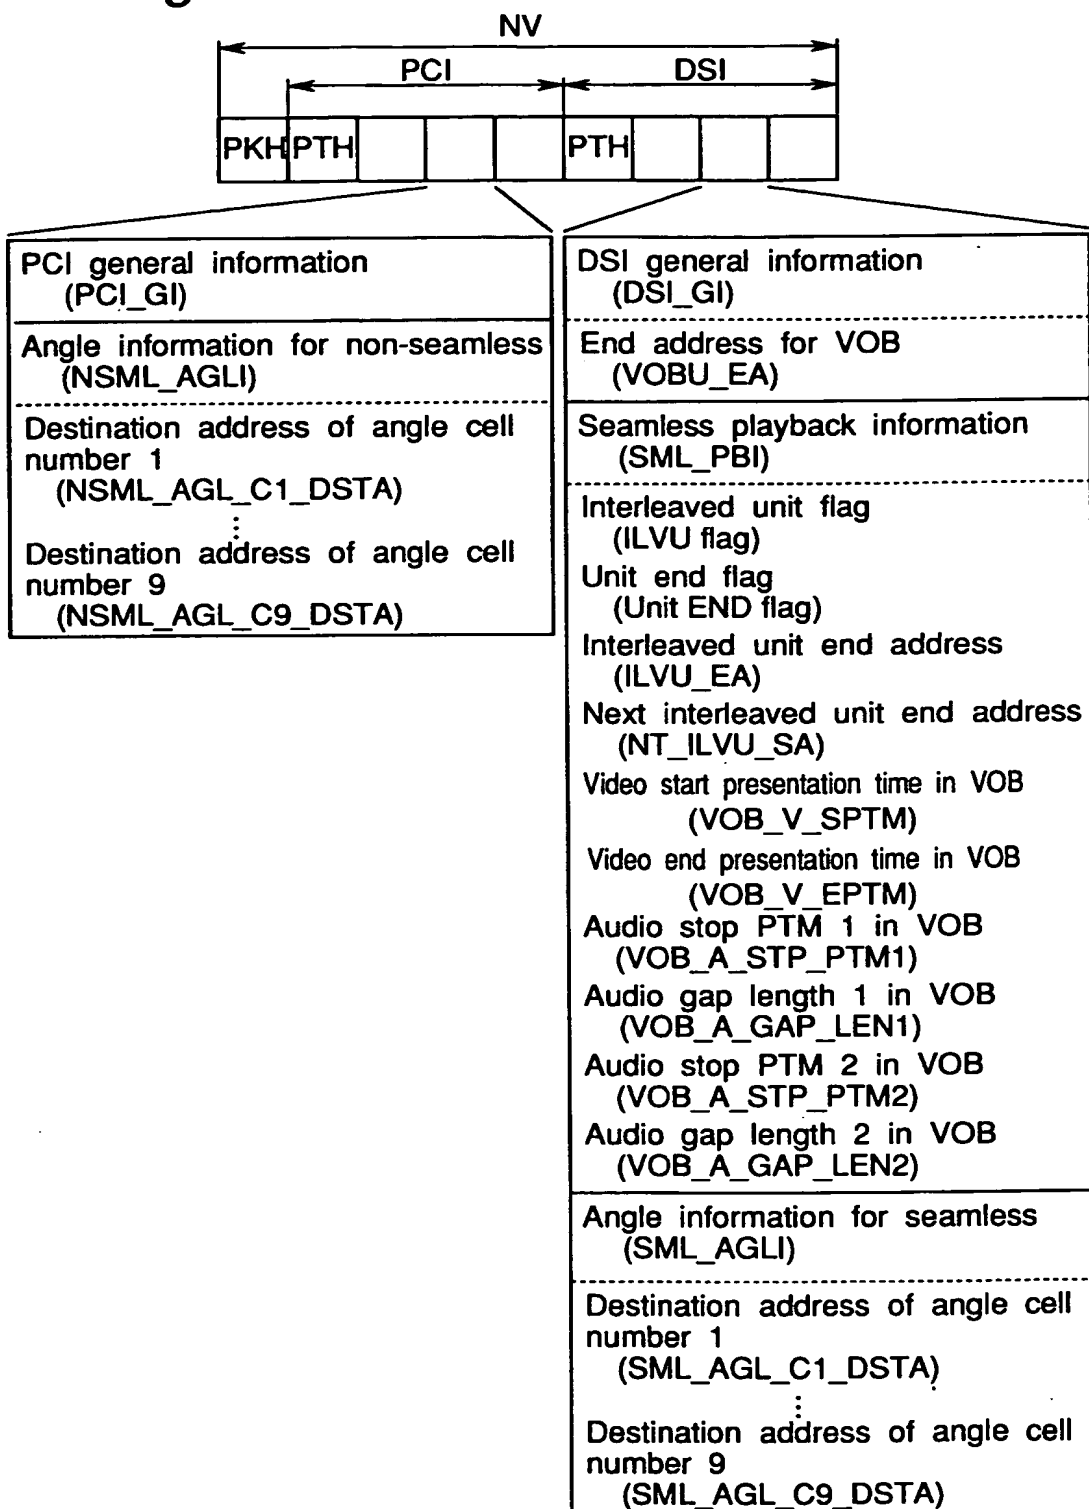 NV
PCI DSI
PKH PTH PTH
PCI general information
(PCI_GI)
Angle information for non-seamless
(NSML_AGLI)
Destination address of angle cell
number 1
(NSML_AGL_C1_DSTA)
⋮
Destination address of angle cell
number 9
(NSML_AGL_C9_DSTA)
DSI general information
(DSI_GI)
End address for VOB
(VOBU_EA)
Seamless playback information
(SML_PBI)
Interleaved unit flag
(ILVU flag)
Unit end flag
(Unit END flag)
Interleaved unit end address
(ILVU_EA)
Next interleaved unit end address
(NT_ILVU_SA)
Video start presentation time in VOB
(VOB_V_SPTM)
Video end presentation time in VOB
(VOB_V_EPTM)
Audio stop PTM 1 in VOB
(VOB_A_STP_PTM1)
Audio gap length 1 in VOB
(VOB_A_GAP_LEN1)
Audio stop PTM 2 in VOB
(VOB_A_STP_PTM2)
Audio gap length 2 in VOB
(VOB_A_GAP_LEN2)
Angle information for seamless
(SML_AGLI)
Destination address of angle cell
number 1
(SML_AGL_C1_DSTA)
⋮
Destination address of angle cell
number 9
(SML_AGL_C9_DSTA)